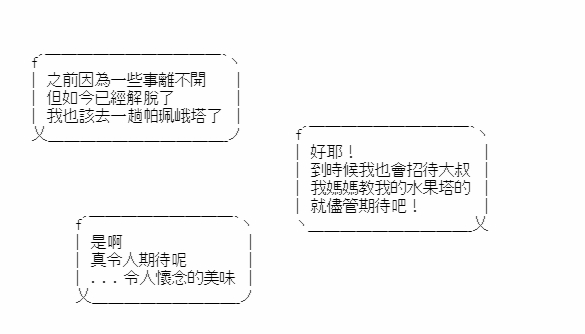 之前因為一些事離不開
但如今已經解脫了
我也該去一趟帕珮峨塔了
好耶！
到時候我也會招待大叔
我媽媽教我的水果塔的
就儘管期待吧！
是啊
真令人期待呢
...令人懷念的美味